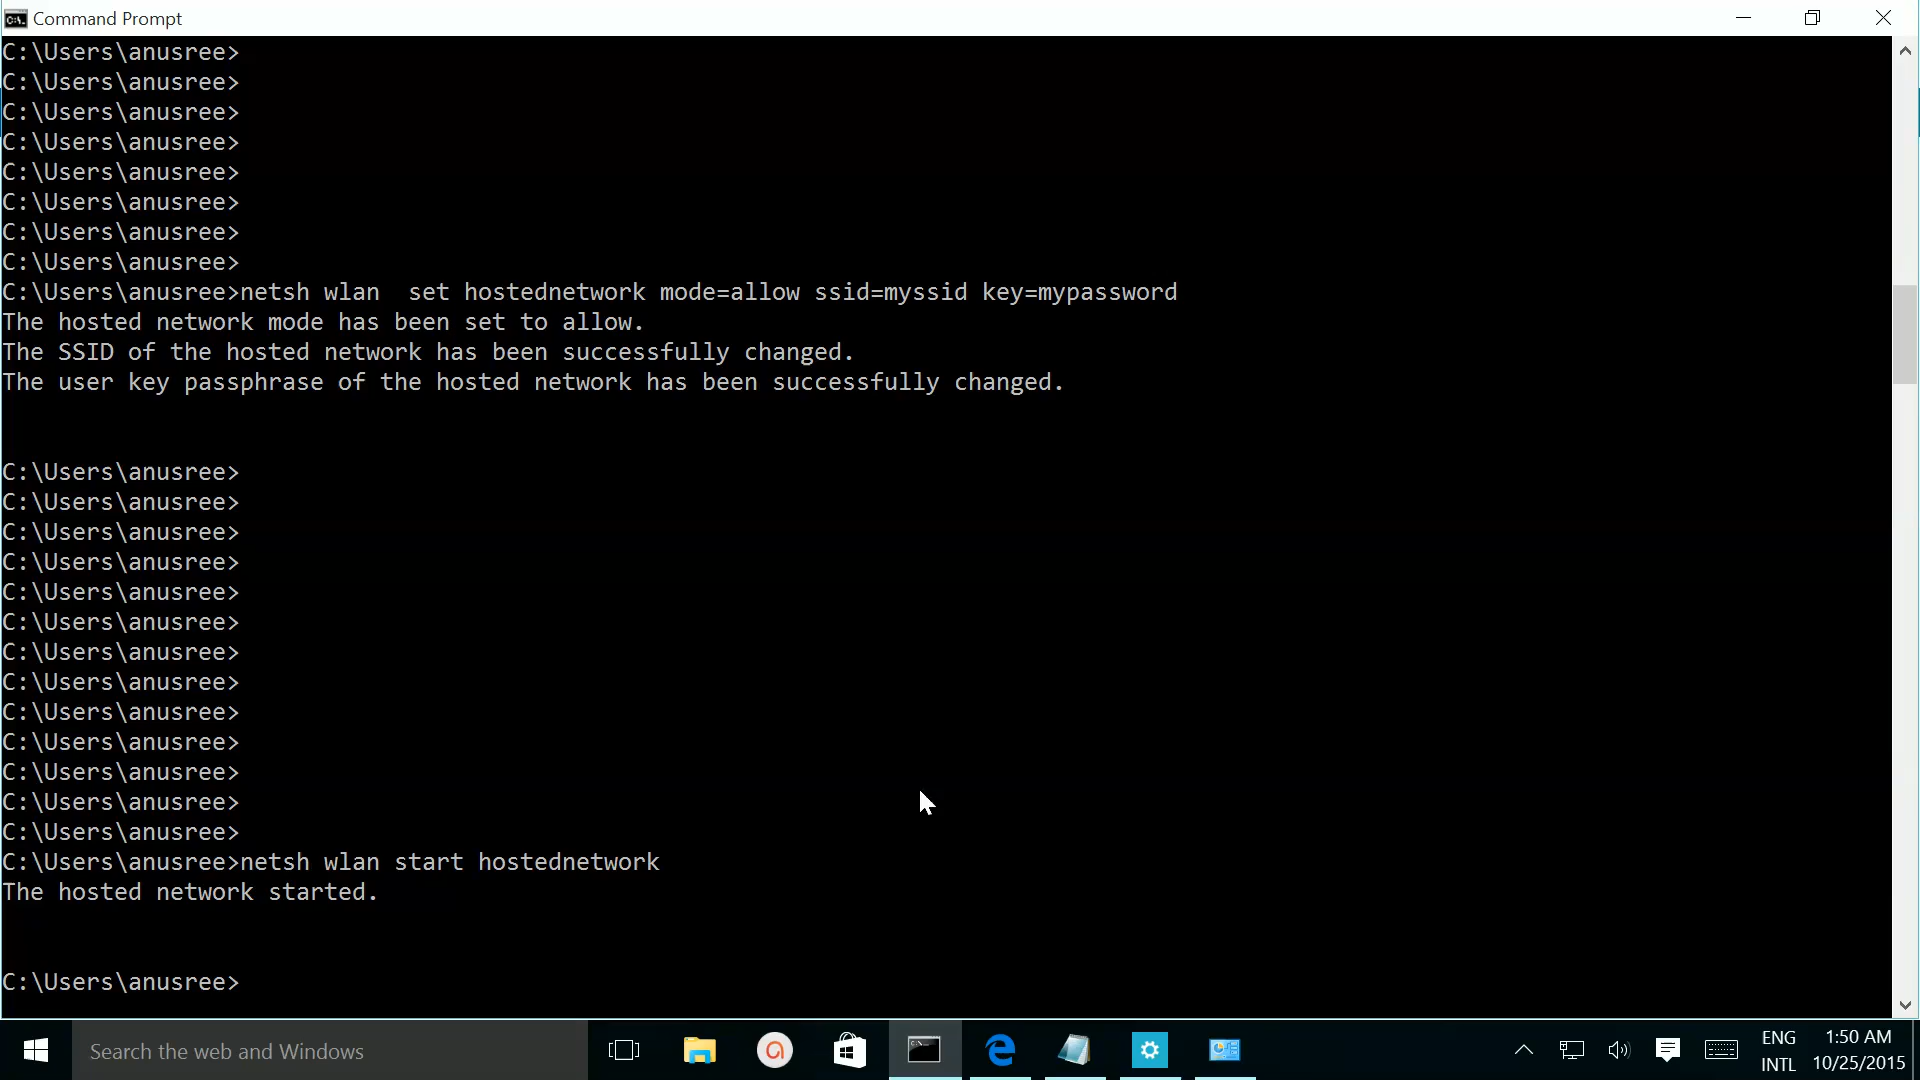 Command Prompt
C:\Users\anusree>
C:\Users\anusree>
C:\Users\anusree>
C:\Users\anusree>
C:\Users\anusree>
C:\Users\anusree>
C:\Users\anusree>
C:\Users\anusree>
C:\Users\anusree>netsh wlan  set hostednetwork mode=allow ssid=myssid key=mypassword
The hosted network mode has been set to allow.
The SSID of the hosted network has been successfully changed.
The user key passphrase of the hosted network has been successfully changed.
C:\Users\anusree>
C:\Users\anusree>
C:\Users\anusree>
C:\Users\anusree>
C:\Users\anusree>
C:\Users\anusree>
C:\Users\anusree>
C:\Users\anusree>
C:\Users\anusree>
C:\Users\anusree>
C:\Users\anusree>
C:\Users\anusree>
C:\Users\anusree>
C:\Users\anusree>netsh wlan start hostednetwork
The hosted network started.
C:\Users\anusree>
Search the web and Windows
ENG 1:50 AM
INTL 10/25/2015